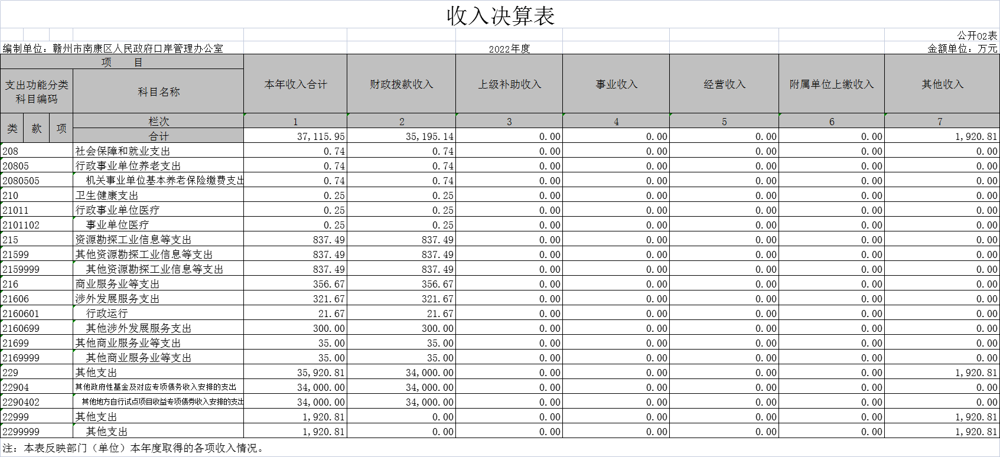 收入决算表
公开02表
编制单位：赣州市南康区人民政府口岸管理办公室 2022年度 金额单位：万元
项 目 本年收入合计 财政拨款收入 上级补助收入 事业收入 经营收入 附属单位上缴收入 其他收入
支出功能分类科目编码 科目名称
类 款 项 栏次 1 2 3 4 5 6 7
合计 37,115.95 35,195.14 0.00 0.00 0.00 0.00 1,920.81
208 社会保障和就业支出 0.74 0.74 0.00 0.00 0.00 0.00 0.00
20805 行政事业单位养老支出 0.74 0.74 0.00 0.00 0.00 0.00 0.00
2080505 机关事业单位基本养老保险缴费支出 0.74 0.74 0.00 0.00 0.00 0.00 0.00
210 卫生健康支出 0.25 0.25 0.00 0.00 0.00 0.00 0.00
21011 行政事业单位医疗 0.25 0.25 0.00 0.00 0.00 0.00 0.00
2101102 事业单位医疗 0.25 0.25 0.00 0.00 0.00 0.00 0.00
215 资源勘探工业信息等支出 837.49 837.49 0.00 0.00 0.00 0.00 0.00
21599 其他资源勘探工业信息等支出 837.49 837.49 0.00 0.00 0.00 0.00 0.00
2159999 其他资源勘探工业信息等支出 837.49 837.49 0.00 0.00 0.00 0.00 0.00
216 商业服务业等支出 356.67 356.67 0.00 0.00 0.00 0.00 0.00
21606 涉外发展服务支出 321.67 321.67 0.00 0.00 0.00 0.00 0.00
2160601 行政运行 21.67 21.67 0.00 0.00 0.00 0.00 0.00
2160699 其他涉外发展服务支出 300.00 300.00 0.00 0.00 0.00 0.00 0.00
21699 其他商业服务业等支出 35.00 35.00 0.00 0.00 0.00 0.00 0.00
2169999 其他商业服务业等支出 35.00 35.00 0.00 0.00 0.00 0.00 0.00
229 其他支出 35,920.81 34,000.00 0.00 0.00 0.00 0.00 1,920.81
22904 其他政府性基金及对应专项债务收入安排的支出 34,000.00 34,000.00 0.00 0.00 0.00 0.00 0.00
2290402 其他地方自行试点项目收益专项债券收入安排的支出 34,000.00 34,000.00 0.00 0.00 0.00 0.00 0.00
22999 其他支出 1,920.81 0.00 0.00 0.00 0.00 0.00 1,920.81
2299999 其他支出 1,920.81 0.00 0.00 0.00 0.00 0.00 1,920.81
注：本表反映部门（单位）本年度取得的各项收入情况。